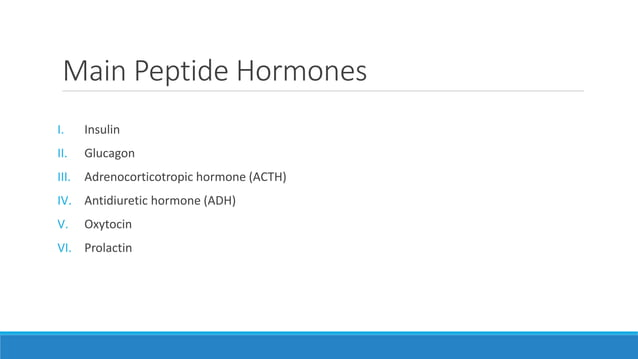 Main Peptide Hormones
I. Insulin
II. Glucagon
III. Adrenocorticotropic hormone (ACTH)
IV. Antidiuretic hormone (ADH)
V. Oxytocin
VI. Prolactin